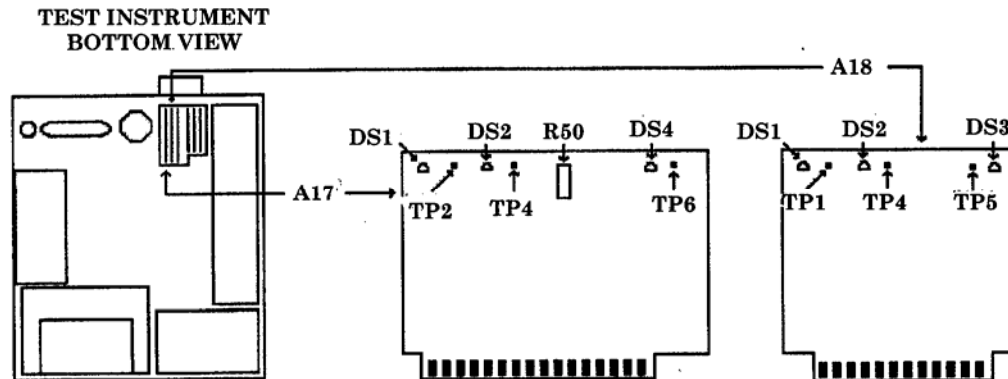 TEST INSTRUMENT
BOTTOM VIEW
A18
DS1
DS2
R50
DS4
DS1
DS2
DS3
A17
TP2
TP4
TP6
TP1
TP4
TP5